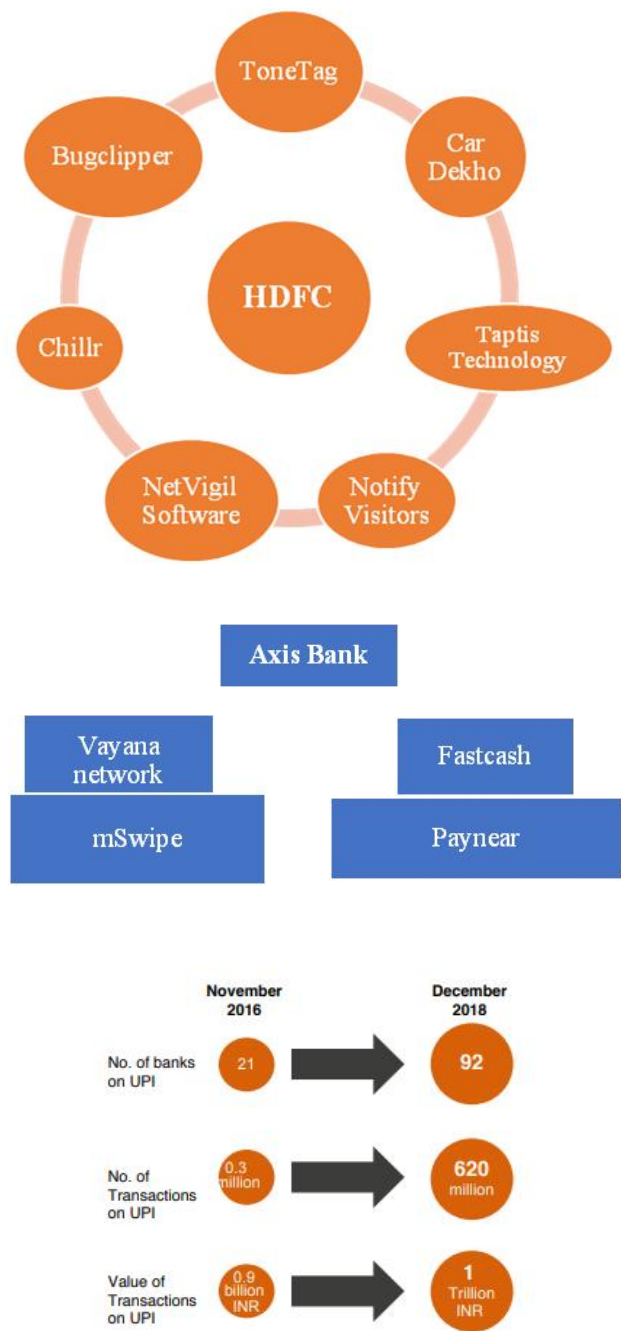 ToneTag
Car
Dekho
Taptis
Technology
Notify
Visitors
NetVigil
Software
Chillr
Bugclipper
HDFC
Axis Bank
Vayana
network
mSwipe
Fastcash
Paynear
November
2016
December
2018
No. of banks
on UPI
21
92
No. of
Transactions
on UPI
0.3
million
620
million
Value of
Transactions
on UPI
0.9
billion
INR
1
Trillion
INR